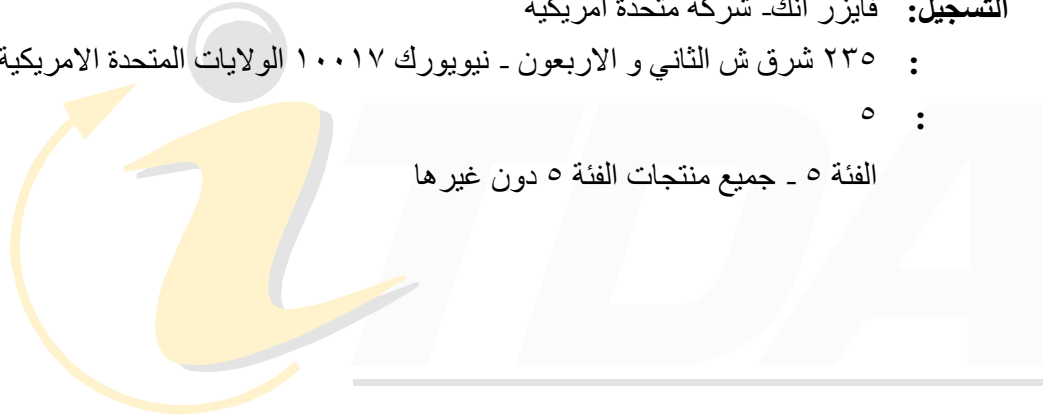 التسجيل: فايزر انك- شركة متحدة امريكية
: ٢٣٥ شرق ش الثاني و الاربعون - نيويورك ١٠٠١٧ الولايات المتحدة الامريكية
: ٥
الفئة ٥ - جميع منتجات الفئة ٥ دون غيرها
iTDA